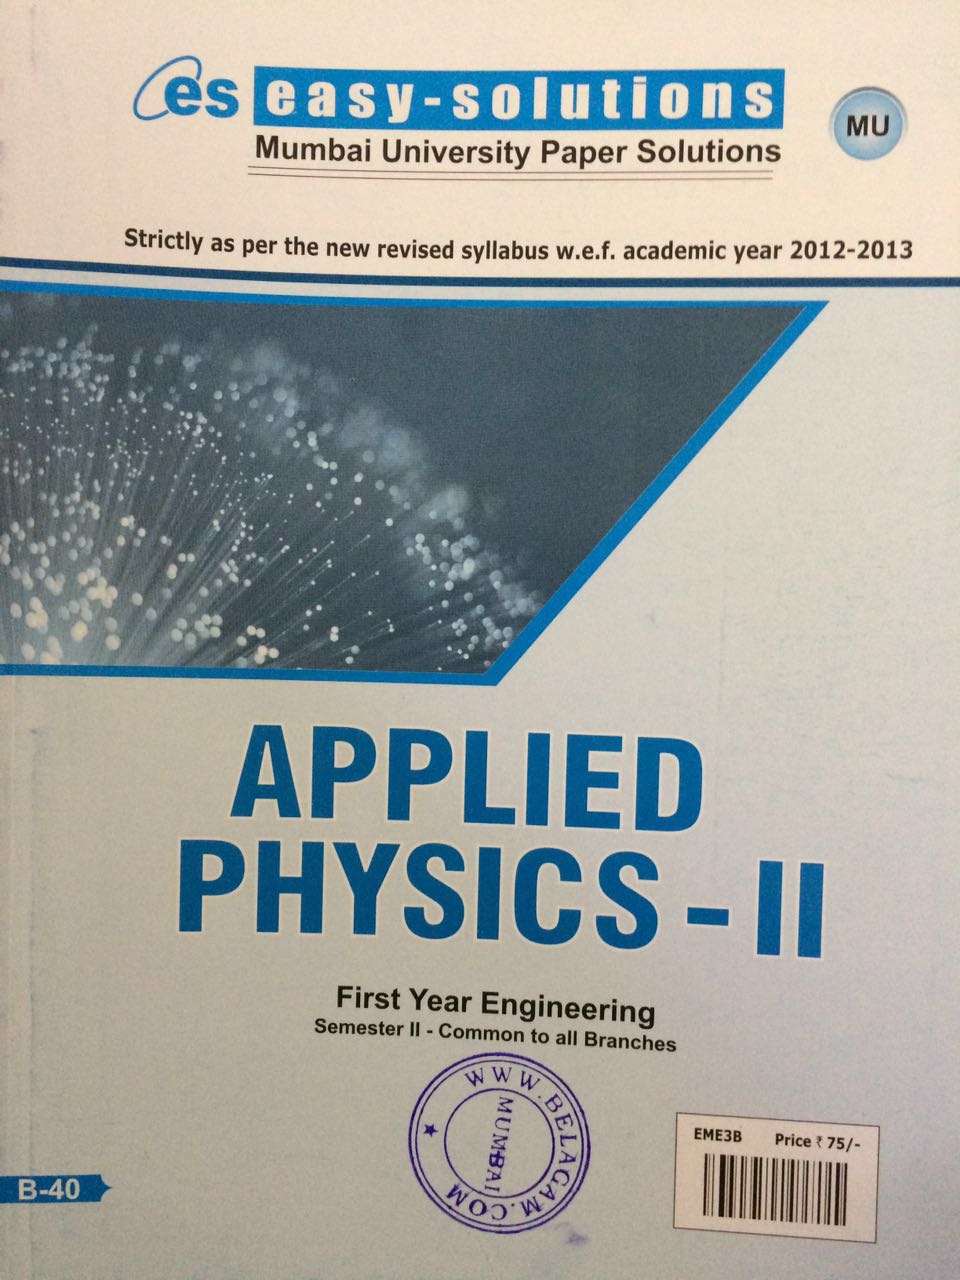 es easy-solutions
MU
Mumbai University Paper Solutions
Strictly as per the new revised syllabus w.e.f. academic year 2012-2013
APPLIED
PHYSICS - II
First Year Engineering
Semester II - Common to all Branches
WWW.BELAGAM.COM
MUMBAI
EME3B Price ₹ 75/-
B-40